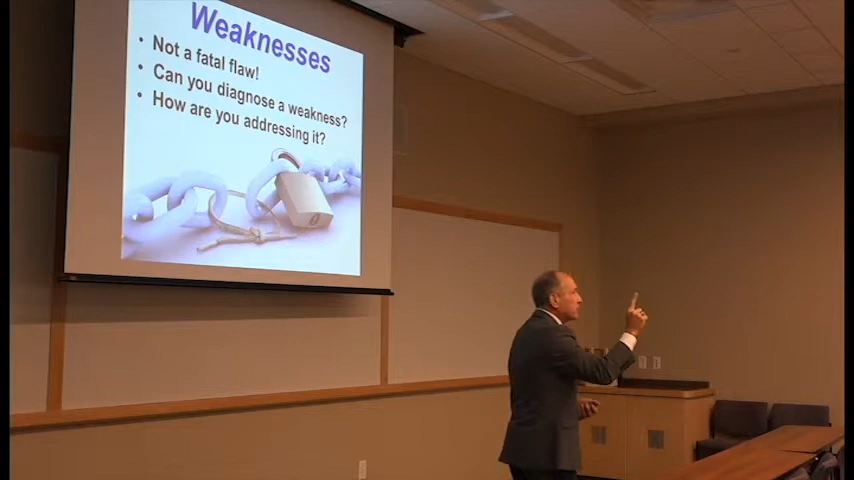 Weaknesses
• Not a fatal flaw!
• Can you diagnose a weakness?
• How are you addressing it?